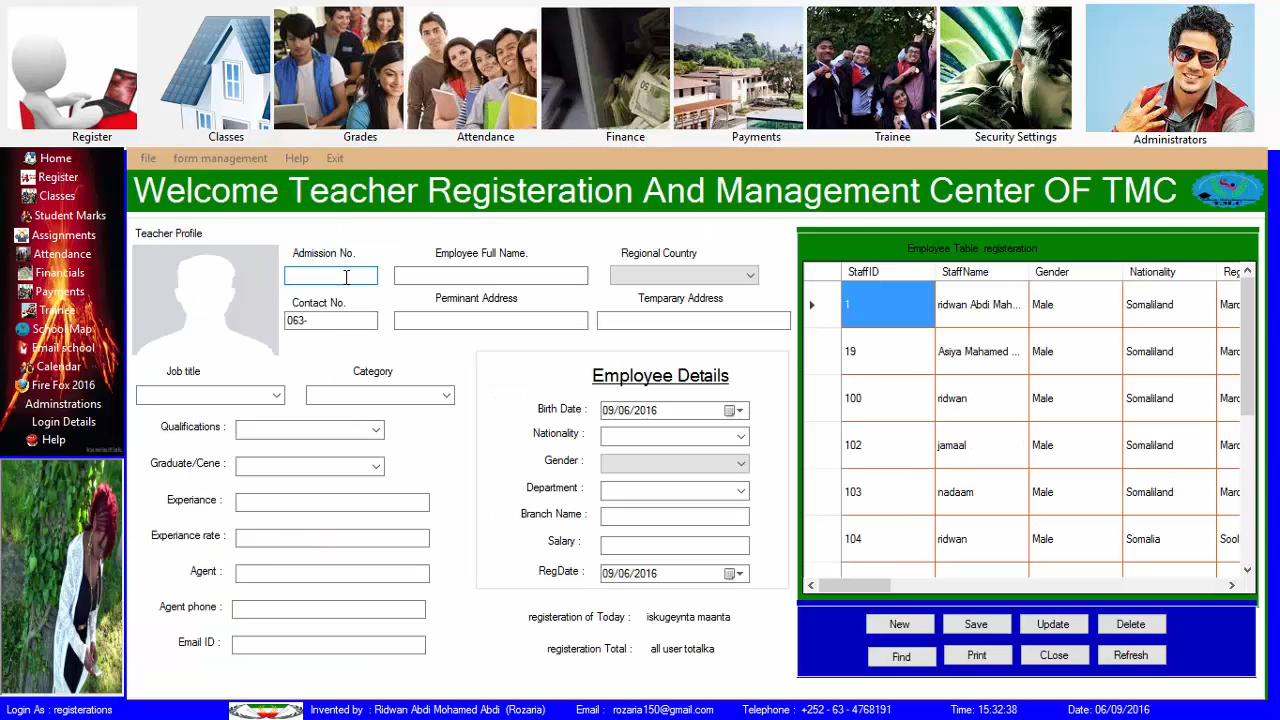 Register
Classes
Grades
Attendance
Finance
Payments
Trainee
Security Settings
Administrators
Home
Register
Classes
Student Marks
Assignments
Attendance
Financials
Payments
Trainee
School Map
Email school
Calendar
Fire Fox 2016
Adminstrations
Login Details
Help
file form management Help Exit
Welcome Teacher Registeration And Management Center OF TMC
Teacher Profile
Admission No. Employee Full Name. Regional Country
Contact No. Perminant Address Temparary Address
063-
Job title Category
Qualifications :
Graduate/Cene :
Experiance :
Experiance rate :
Agent :
Agent phone :
Email ID :
Employee Details
Birth Date : 09/06/2016
Nationality :
Gender :
Department :
Branch Name :
Salary :
RegDate : 09/06/2016
registeration of Today : iskugeynta maanta
registeration Total : all user totalka
Employee Table registeration
StaffID StaffName Gender Nationality Reg
1 ridwan Abdi Mah... Male Somaliland Marc
19 Asiya Mahamed ... Male Somaliland Marc
100 ridwan Male Somaliland Marc
102 jamaal Male Somaliland Marc
103 nadaam Male Somaliland Marc
104 ridwan Male Somalia Sool
New Save Update Delete
Find Print CLose Refresh
Login As : registerations Invented by : Ridwan Abdi Mohamed Abdi (Rozaria) Email : rozaria150@gmail.com Telephone : +252 - 63 - 4768191 Time: 15:32:38 Date: 06/09/2016